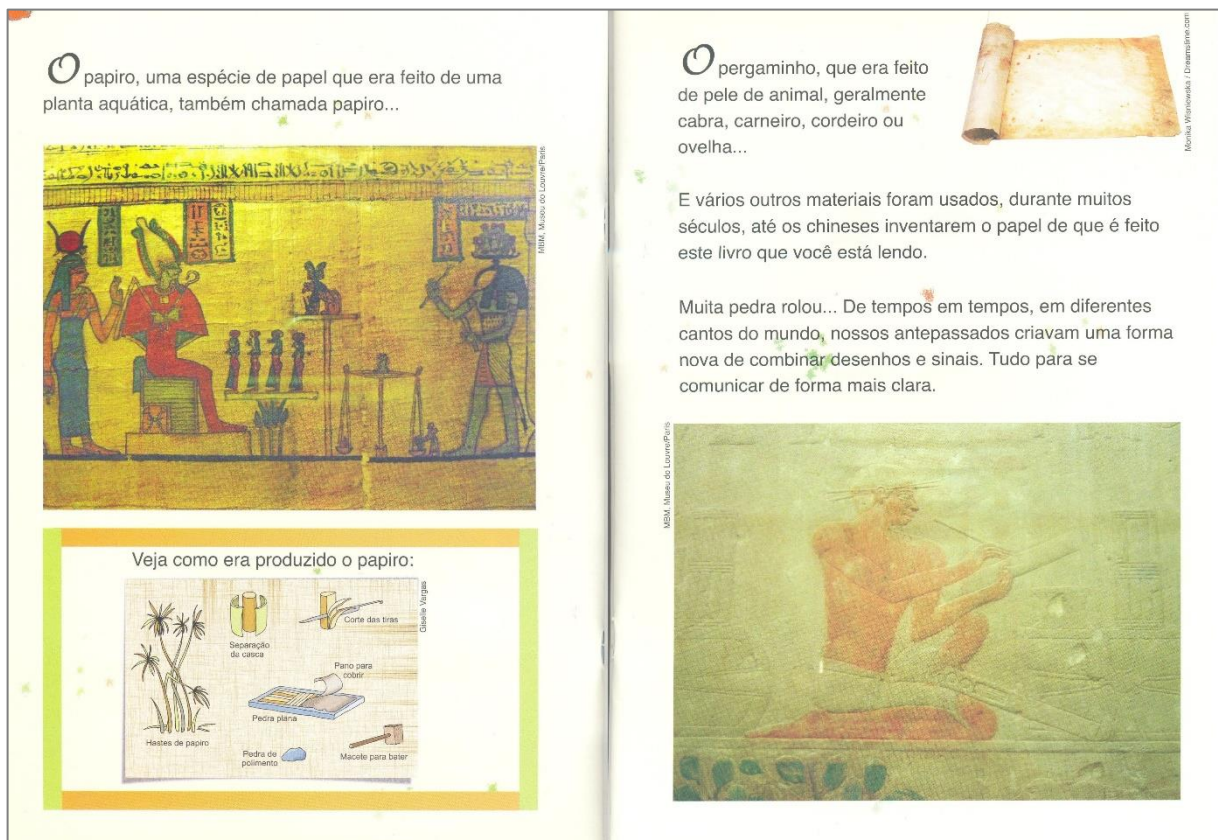 O papiro, uma espécie de papel que era feito de uma
planta aquática, também chamada papiro...
MBM, Museu do Louvre/Paris
Veja como era produzido o papiro:
Giselle Vargas
Separação
da casca
Corte das tiras
Pano para
cobrir
Pedra plana
Hastes de papiro
Pedra de
polimento
Macete para bater
O pergaminho, que era feito
de pele de animal, geralmente
cabra, carneiro, cordeiro ou
ovelha...
Monika Wisniewska / Dreamstime.com
E vários outros materiais foram usados, durante muitos
séculos, até os chineses inventarem o papel de que é feito
este livro que você está lendo.
Muita pedra rolou... De tempos em tempos, em diferentes
cantos do mundo, nossos antepassados criavam uma forma
nova de combinar desenhos e sinais. Tudo para se
comunicar de forma mais clara.
MBM, Museu do Louvre/Paris